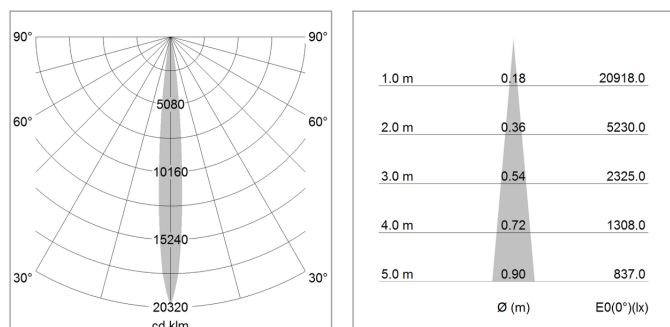 90° 90°
5080
60° 60°
10160
15240
30° 30°
20320
cd klm
1.0 m 0.18 20918.0
2.0 m 0.36 5230.0
3.0 m 0.54 2325.0
4.0 m 0.72 1308.0
5.0 m 0.90 837.0
Ø (m) E0(0°)(lx)